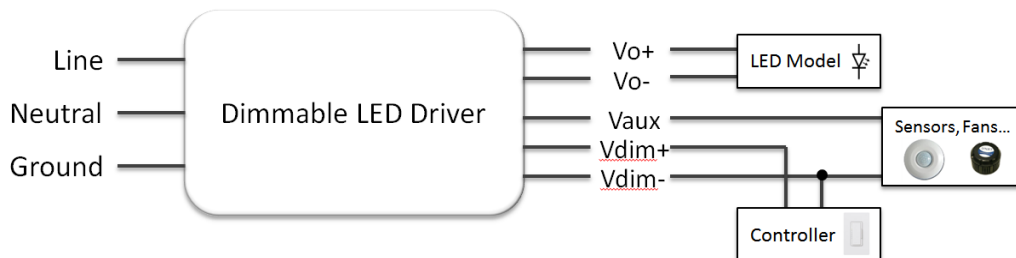 Line
Neutral
Ground
Dimmable LED Driver
Vo+
Vo-
Vaux
Vdim+
Vdim-
LED Model
Sensors, Fans...
Controller